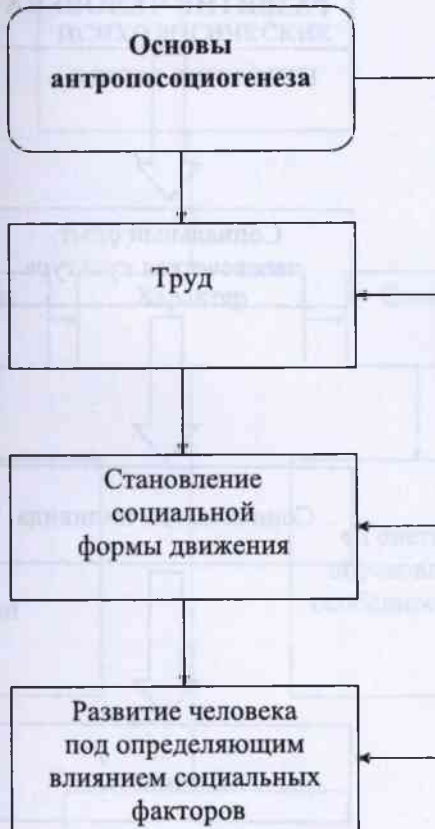 Основы
антропосоциогенеза
Труд
Становление
социальной
формы движения
Развитие человека
под определяющим
влиянием социальных
факторов